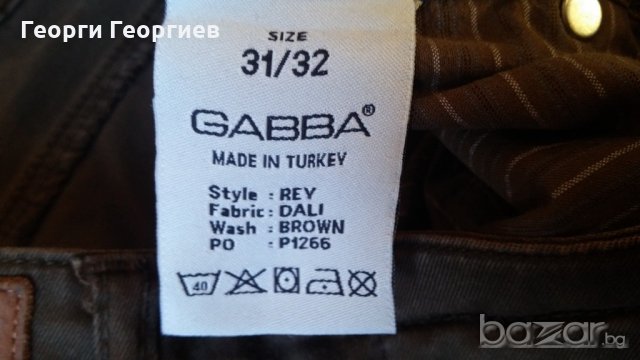 Георги Георгиев
SIZE
31/32
GABBA®
MADE IN TURKEY
Style : REY
Fabric : DALI
Wash : BROWN
PO : P1266
40
bazar.бг